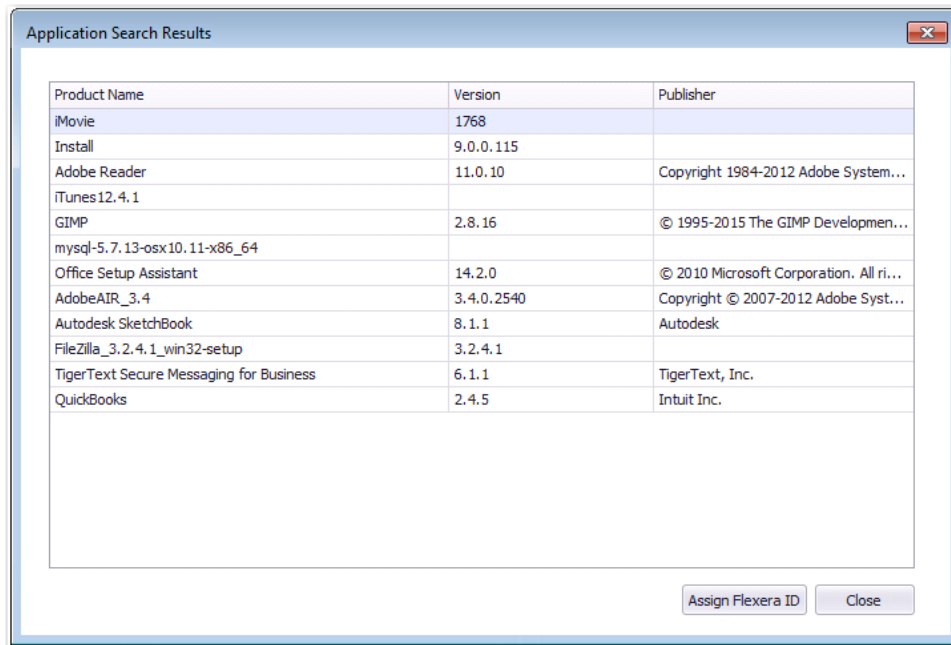 Application Search Results
Product Name Version Publisher
iMovie 1768
Install 9.0.0.115
Adobe Reader 11.0.10 Copyright 1984-2012 Adobe System...
iTunes12.4.1
GIMP 2.8.16 © 1995-2015 The GIMP Developmen...
mysql-5.7.13-osx10.11-x86_64
Office Setup Assistant 14.2.0 © 2010 Microsoft Corporation. All ri...
AdobeAIR_3.4 3.4.0.2540 Copyright © 2007-2012 Adobe Syst...
Autodesk SketchBook 8.1.1 Autodesk
FileZilla_3.2.4.1_win32-setup 3.2.4.1
TigerText Secure Messaging for Business 6.1.1 TigerText, Inc.
QuickBooks 2.4.5 Intuit Inc.
Assign Flexera ID Close